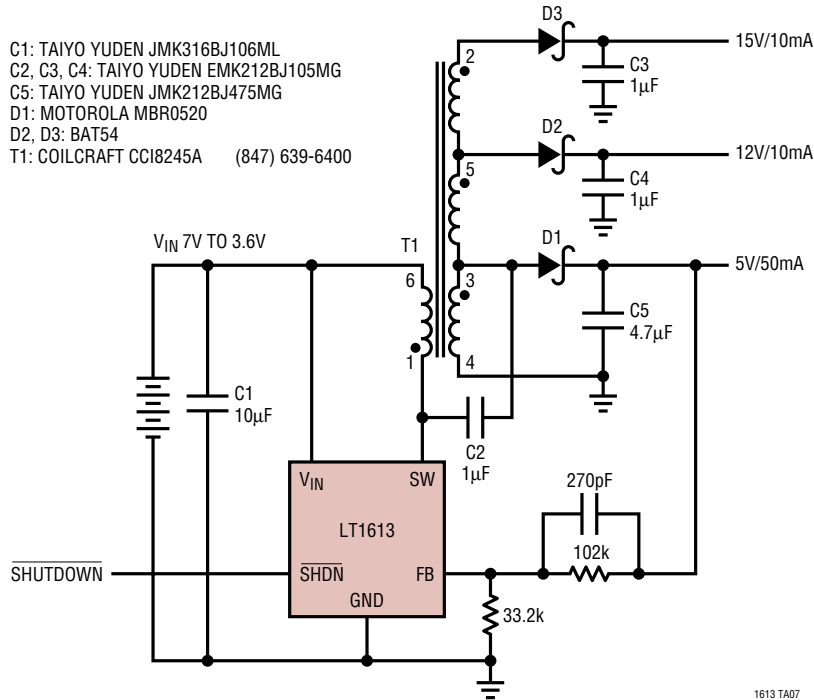 C1: TAIYO YUDEN JMK316BJ106ML
C2, C3, C4: TAIYO YUDEN EMK212BJ105MG
C5: TAIYO YUDEN JMK212BJ475MG
D1: MOTOROLA MBR0520
D2, D3: BAT54
T1: COILCRAFT CCI8245A (847) 639-6400
D3
15V/10mA
2
C3
1µF
D2
12V/10mA
5
C4
1µF
VIN 7V TO 3.6V
T1
D1
5V/50mA
6
3
C5
4.7µF
1
4
C1
10µF
C2
1µF
VIN
SW
270pF
LT1613
102k
SHUTDOWN
SHDN
FB
GND
33.2k
1613 TA07